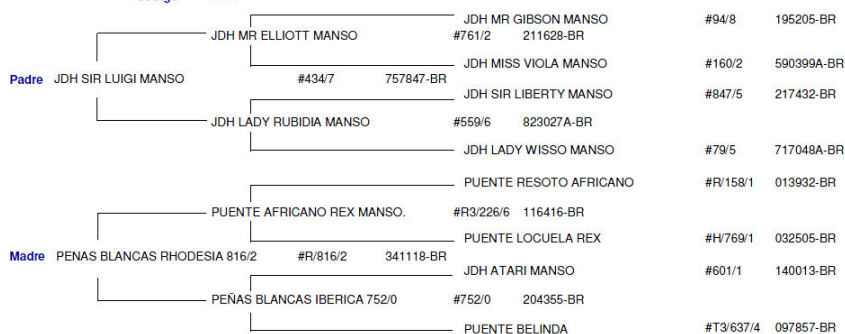 JDH MR GIBSON MANSO #94/8 195205-BR
JDH MR ELLIOTT MANSO #761/2 211628-BR
JDH MISS VIOLA MANSO #160/2 590399A-BR
Padre JDH SIR LUIGI MANSO #434/7 757847-BR
JDH SIR LIBERTY MANSO #847/5 217432-BR
JDH LADY RUBIDIA MANSO #559/6 823027A-BR
JDH LADY WISSO MANSO #79/5 717048A-BR
PUENTE RESOTO AFRICANO #R/158/1 013932-BR
PUENTE AFRICANO REX MANSO. #R3/226/6 116416-BR
PUENTE LOCUELA REX #H/769/1 032505-BR
Madre PENAS BLANCAS RHODESIA 816/2 #R/816/2 341118-BR
JDH ATARI MANSO #601/1 140013-BR
PEÑAS BLANCAS IBERICA 752/0 #752/0 204355-BR
PUENTE BELINDA #T3/637/4 097857-BR